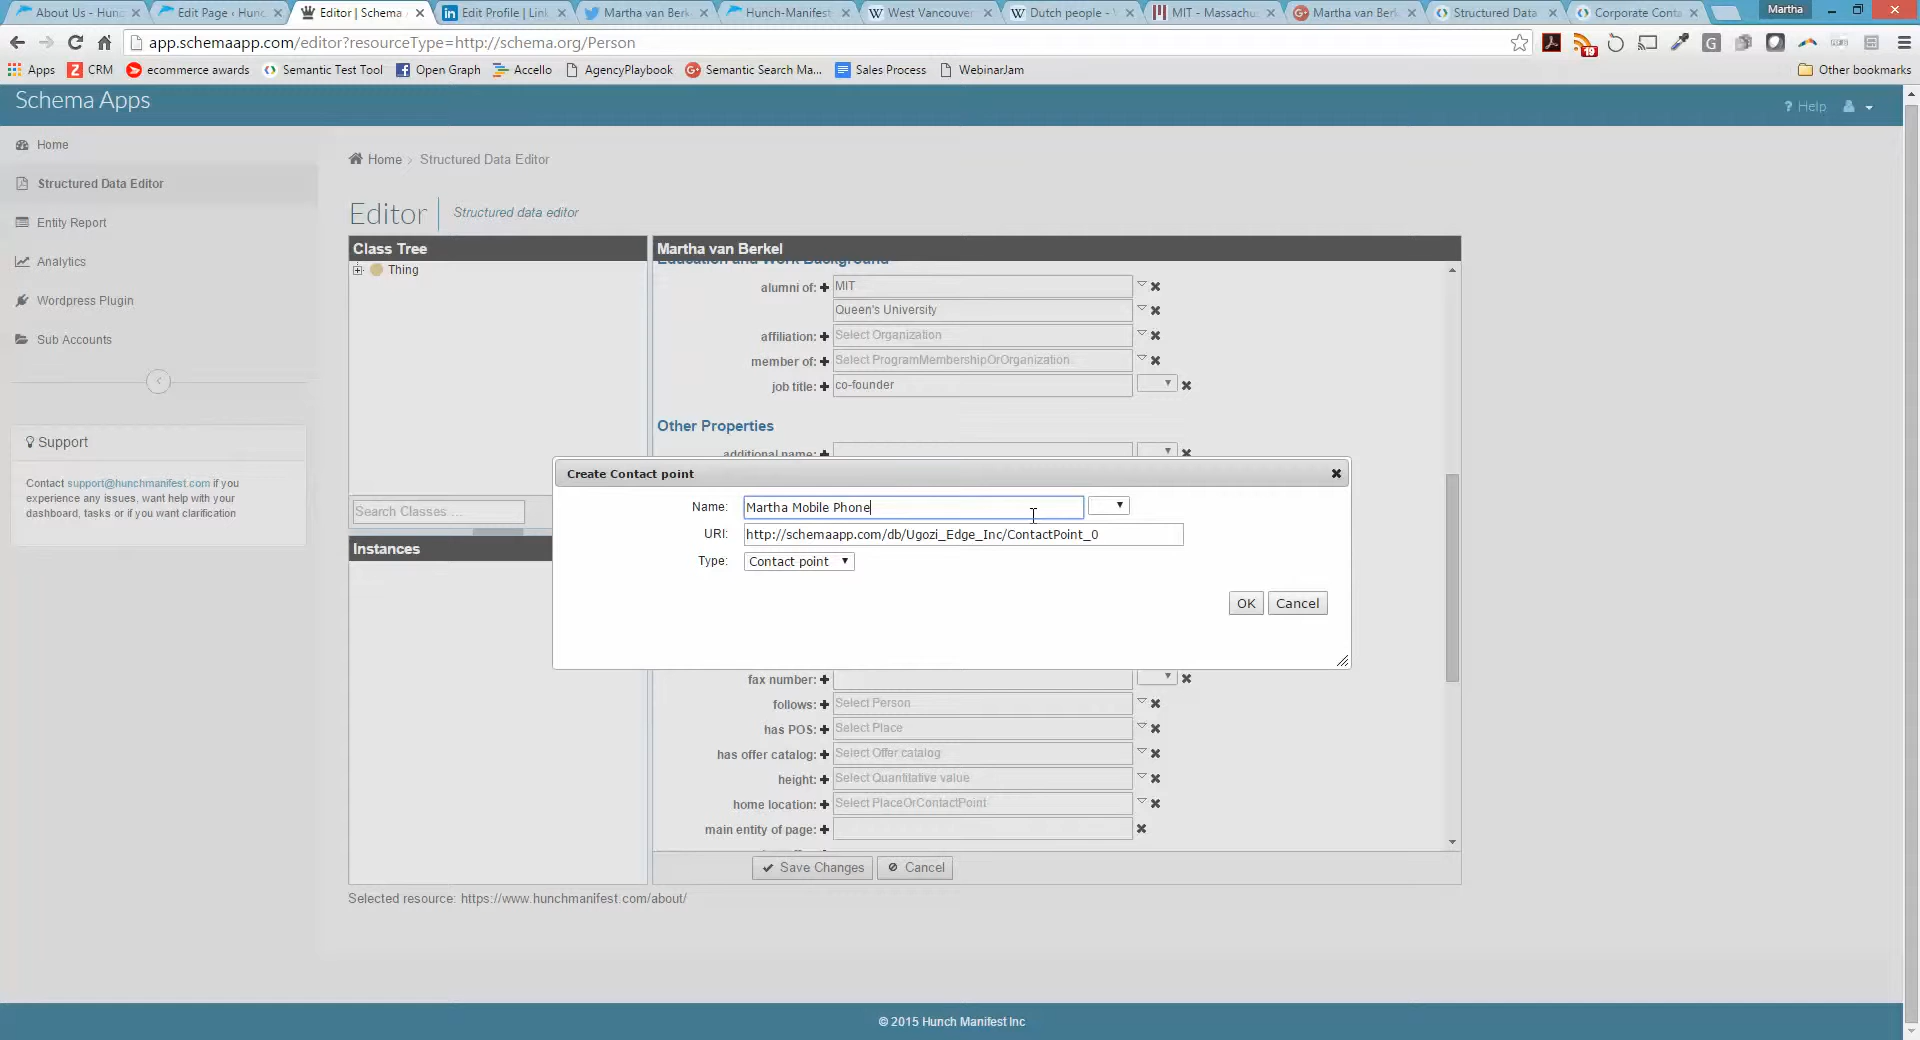 About Us - Hunc
Edit Page ‹ Hunc
Editor | Schema
Edit Profile | Link
Martha van Berk
Hunch-Manifest
West Vancouver
Dutch people - V
MIT - Massachu
Martha van Berk
Structured Data
Corporate Conta
Martha
app.schemaapp.com/editor?resourceType=http://schema.org/Person
19
Apps
CRM
ecommerce awards
Semantic Test Tool
Open Graph
Accello
AgencyPlaybook
Semantic Search Ma...
Sales Process
WebinarJam
Other bookmarks
Schema Apps
? Help
Home
Structured Data Editor
Entity Report
Analytics
Wordpress Plugin
Sub Accounts
Support
Contact support@hunchmanifest.com if you
experience any issues, want help with your
dashboard, tasks or if you want clarification
Home > Structured Data Editor
Editor
Structured data editor
Class Tree
Thing
Search Classes ...
Instances
Martha van Berkel
Education and Work Background
alumni of: MIT
Queen's University
affiliation: Select Organization
member of: Select ProgramMembershipOrOrganization
job title: co-founder
Other Properties
additional name:
Create Contact point
Name: Martha Mobile Phone
URI: http://schemaapp.com/db/Ugozi_Edge_Inc/ContactPoint_0
Type: Contact point
OK
Cancel
fax number:
follows: Select Person
has POS: Select Place
has offer catalog: Select Offer catalog
height: Select Quantitative value
home location: Select PlaceOrContactPoint
main entity of page:
Save Changes
Cancel
Selected resource: https://www.hunchmanifest.com/about/
© 2015 Hunch Manifest Inc